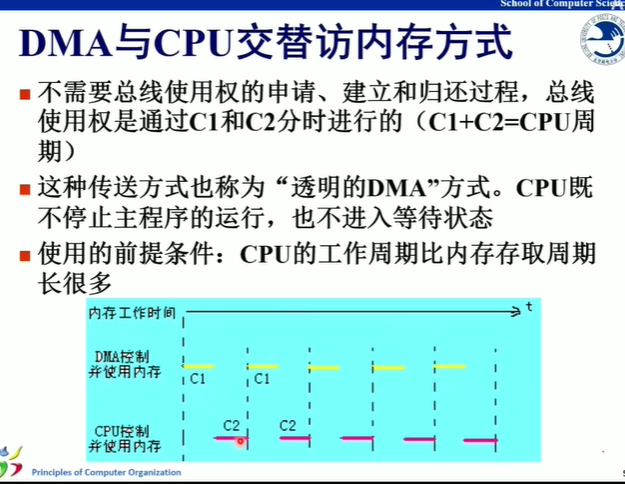 School of Computer Science
DMA与CPU交替访内存方式
不需要总线使用权的申请、建立和归还过程，总线
使用权是通过C1和C2分时进行的（C1+C2=CPU周
期）
这种传送方式也称为“透明的DMA”方式。CPU既
不停止主程序的运行，也不进入等待状态
使用的前提条件：CPU的工作周期比内存存取周期
长很多
内存工作时间
t
DMA控制
并使用内存
C1
C1
CPU控制
并使用内存
C2
C2
Principles of Computer Organization